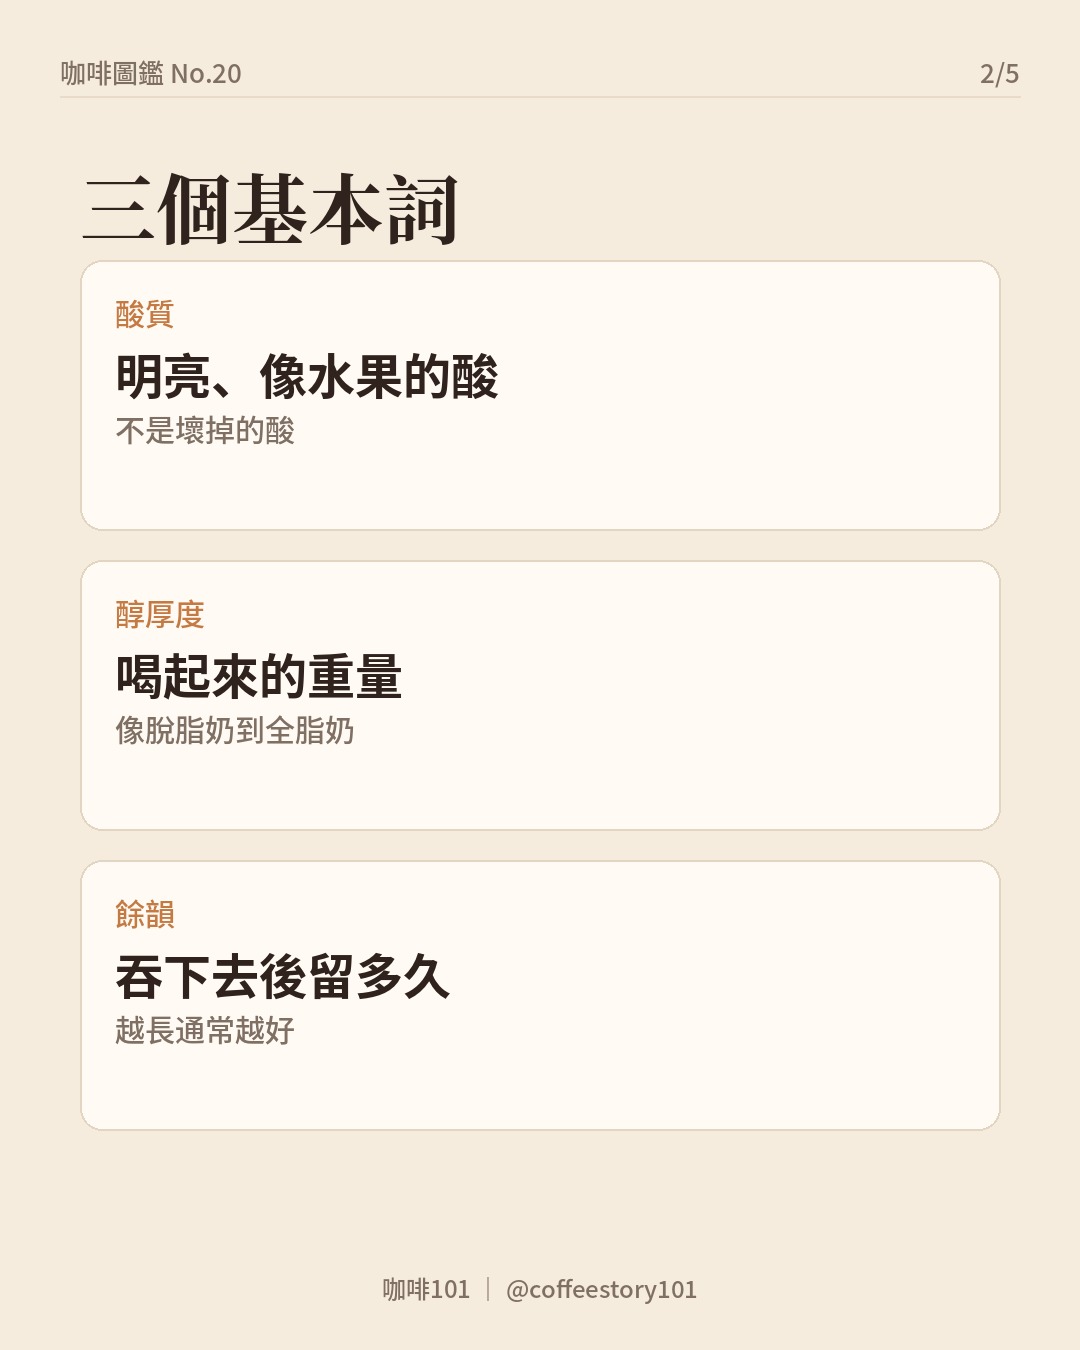 咖啡圖鑑 No.20
2/5
三個基本詞
酸質
明亮、像水果的酸
不是壞掉的酸
醇厚度
喝起來的重量
像脫脂奶到全脂奶
餘韻
吞下去後留多久
越長通常越好
咖啡101｜@coffeestory101